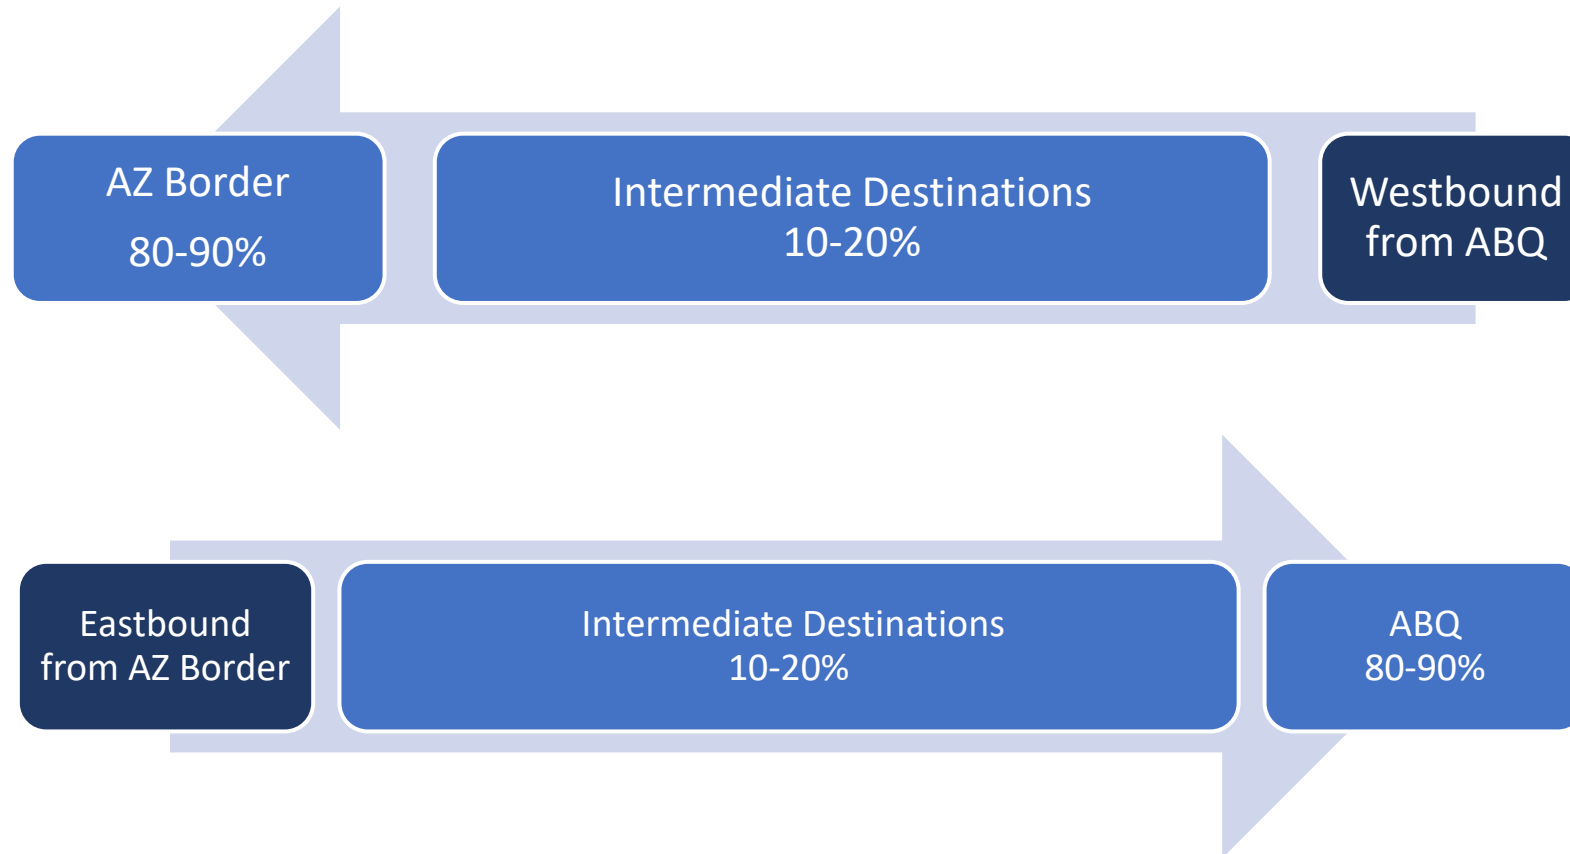 AZ Border
80-90%
Intermediate Destinations
10-20%
Westbound
from ABQ
Eastbound
from AZ Border
Intermediate Destinations
10-20%
ABQ
80-90%